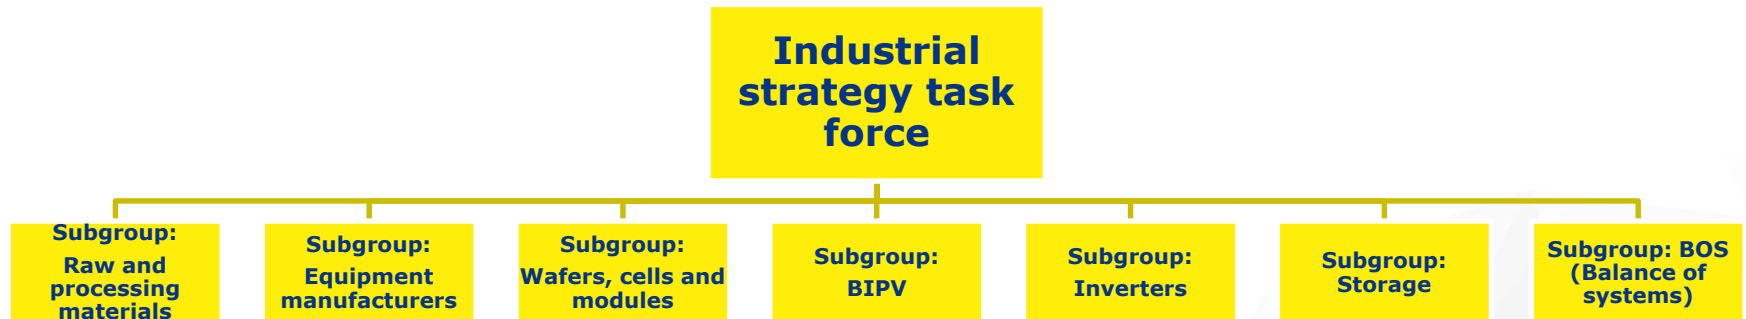 Industrial
strategy task
force
Subgroup:
Raw and
processing
materials
Subgroup:
Equipment
manufacturers
Subgroup:
Wafers, cells and
modules
Subgroup:
BIPV
Subgroup:
Inverters
Subgroup:
Storage
Subgroup: BOS
(Balance of
systems)